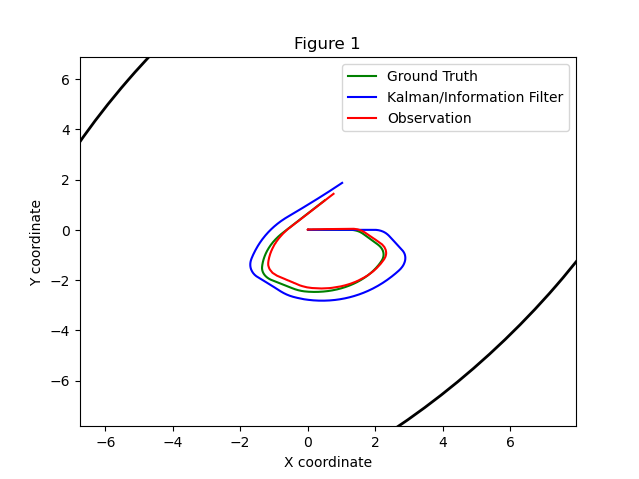 Figure 1
Ground Truth
Kalman/Information Filter
Observation
6
4
2
0
−2
−4
−6
Y coordinate
−6
−4
−2
0
2
4
6
X coordinate